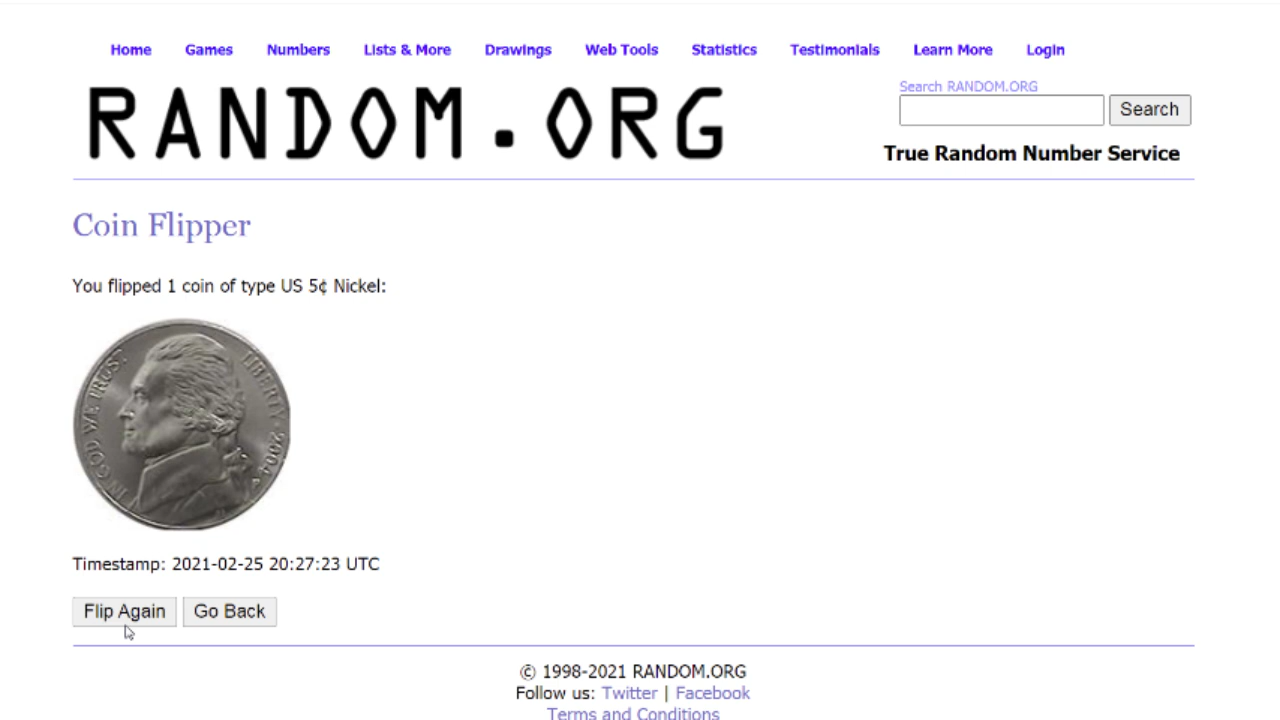 Home Games Numbers Lists & More Drawings Web Tools Statistics Testimonials Learn More Login
RANDOM.ORG
Search RANDOM.ORG
Search
True Random Number Service
Coin Flipper
You flipped 1 coin of type US 5¢ Nickel:
IN GOD WE TRUST
LIBERTY 2004
Timestamp: 2021-02-25 20:27:23 UTC
Flip Again Go Back
© 1998-2021 RANDOM.ORG
Follow us: Twitter | Facebook
Terms and Conditions